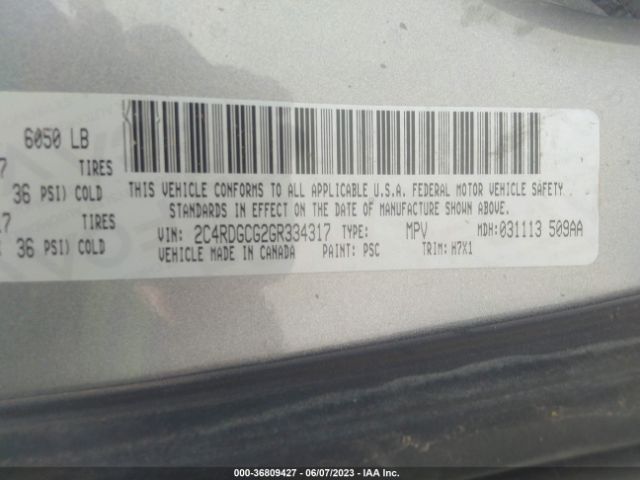 6050 LB
7 TIRES
36 PSI) COLD
17 TIRES
36 PSI) COLD
THIS VEHICLE CONFORMS TO ALL APPLICABLE U.S.A. FEDERAL MOTOR VEHICLE SAFETY
STANDARDS IN EFFECT ON THE DATE OF MANUFACTURE SHOWN ABOVE.
VIN: 2C4RDGCG2GR334317 TYPE: MPV MDH:031113 509AA
VEHICLE MADE IN CANADA PAINT: PSC TRIM: H7X1
000-36809427 - 06/07/2023 - IAA Inc.